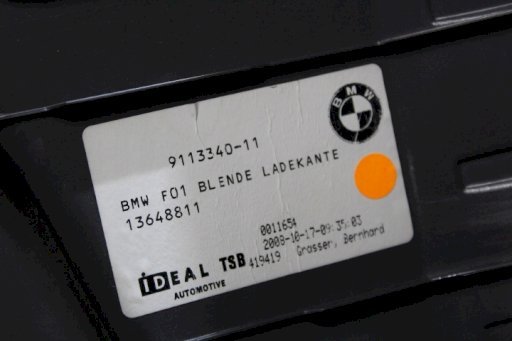 BMW
9113340-11
BMW F01 BLENDE LADEKANTE
13648811
0011654
2008-10-17-09:35:03
419419 Grasser, Bernhard
iDEAL TSB
AUTOMOTIVE